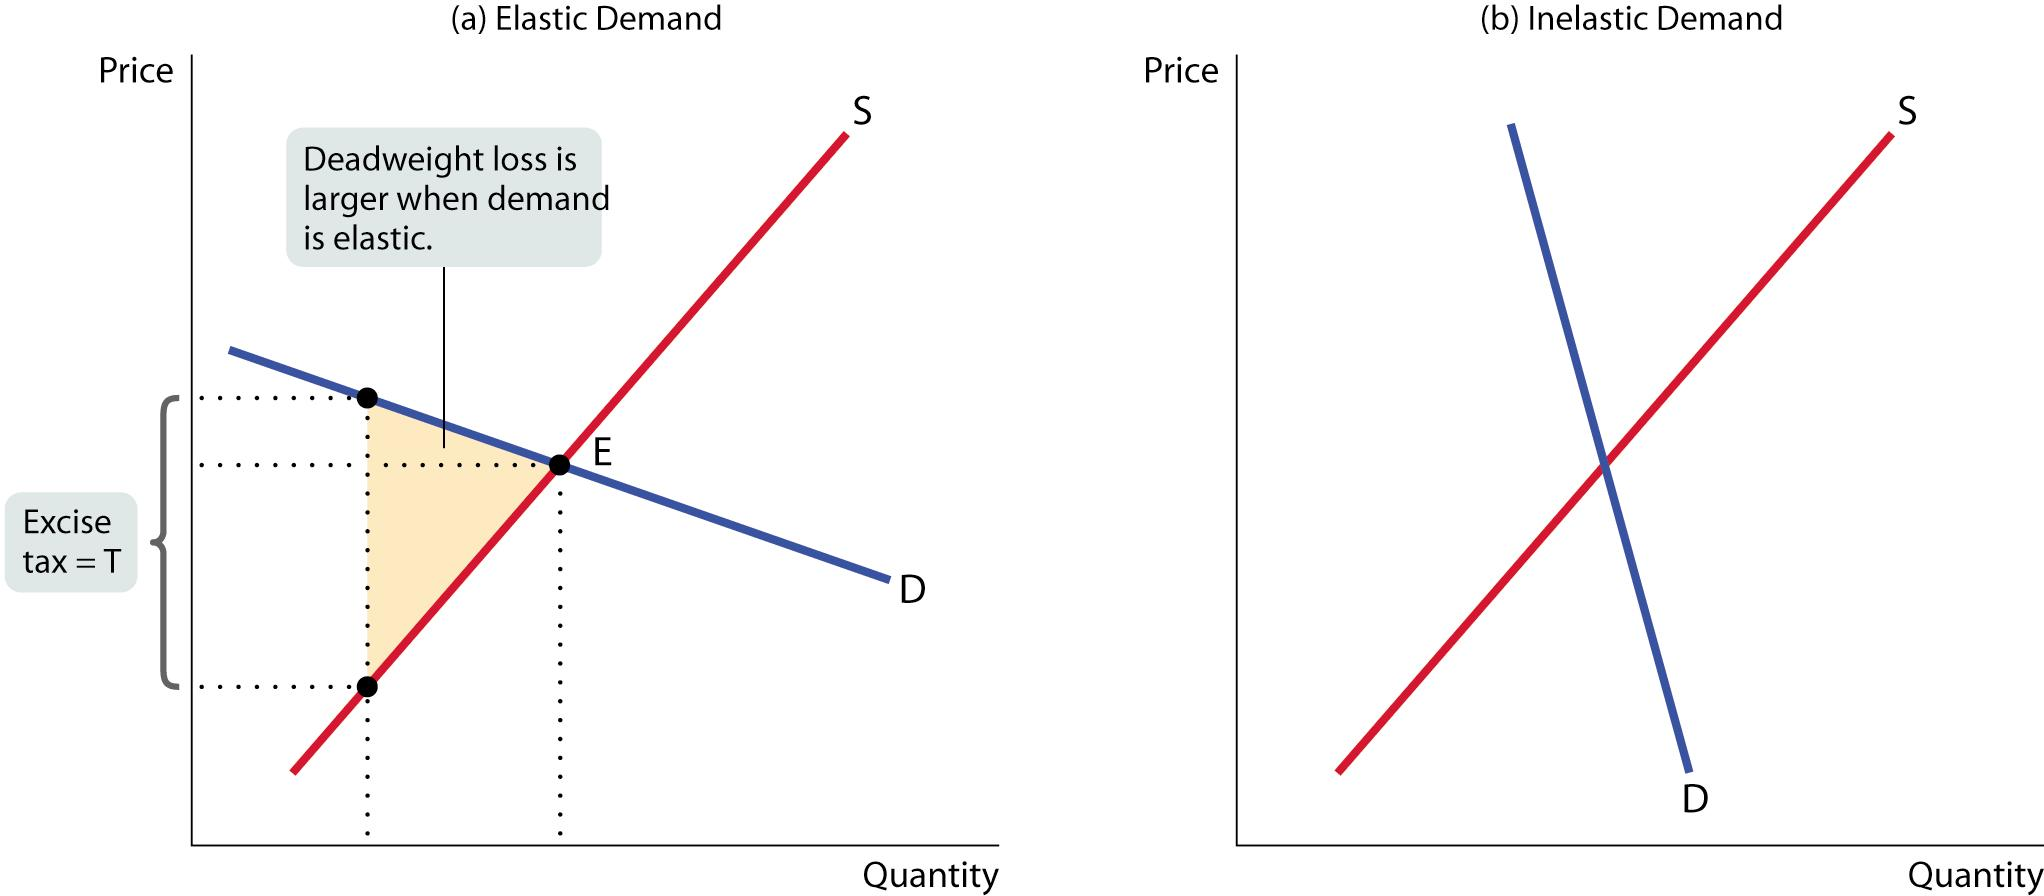 (a) Elastic Demand
Price
S
Deadweight loss is
larger when demand
is elastic.
E
Excise
tax = T
D
Quantity
(b) Inelastic Demand
Price
S
D
Quantity